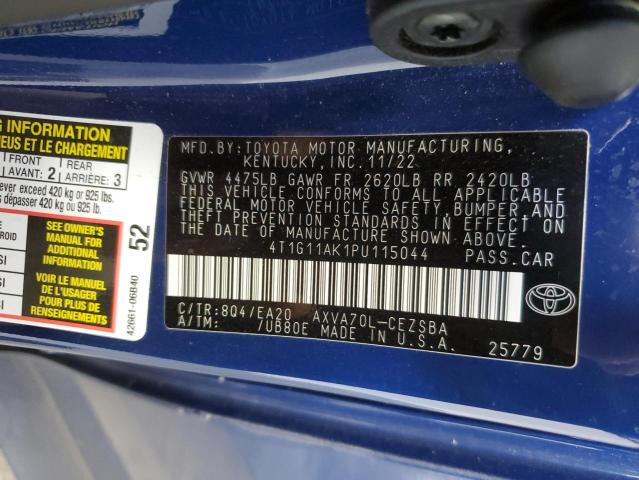 MFD.BY:TOYOTA MOTOR MANUFACTURING,
KENTUCKY,INC.11/22
GVWR 4475LB GAWR FR 2620LB RR 2420LB
THIS VEHICLE CONFORMS TO ALL APPLICABLE
FEDERAL MOTOR VEHICLE SAFETY,BUMPER,AND
THEFT PREVENTION STANDARDS IN EFFECT ON
THE DATE OF MANUFACTURE SHOWN ABOVE.
4T1G11AK1PU115044 PASS.CAR
C/TR:8Q4/EA20 AXVA70L-CEZSBA
A/TM: /UB80E MADE IN U.S.A. 25779
TOYOTA
INFORMATION
ET LE CHARGEMENT
FRONT
AVANT: 2
REAR
ARRIÈRE: 3
ever exceed 420 kg or 925 lbs.
dépasser 420 kg ou 925 lb.
SEE OWNER'S
MANUAL FOR
ADDITIONAL
INFORMATION
VOIR LE MANUEL
DE L'USAGER
POUR PLUS DE
RENSEIGNEMENTS
52
42661-06B40